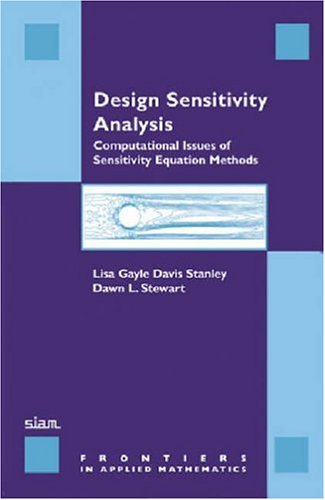 Design Sensitivity
Analysis
Computational Issues of
Sensitivity Equation Methods
Lisa Gayle Davis Stanley
Dawn L. Stewart
siam
FRONTIERS
IN APPLIED MATHEMATICS